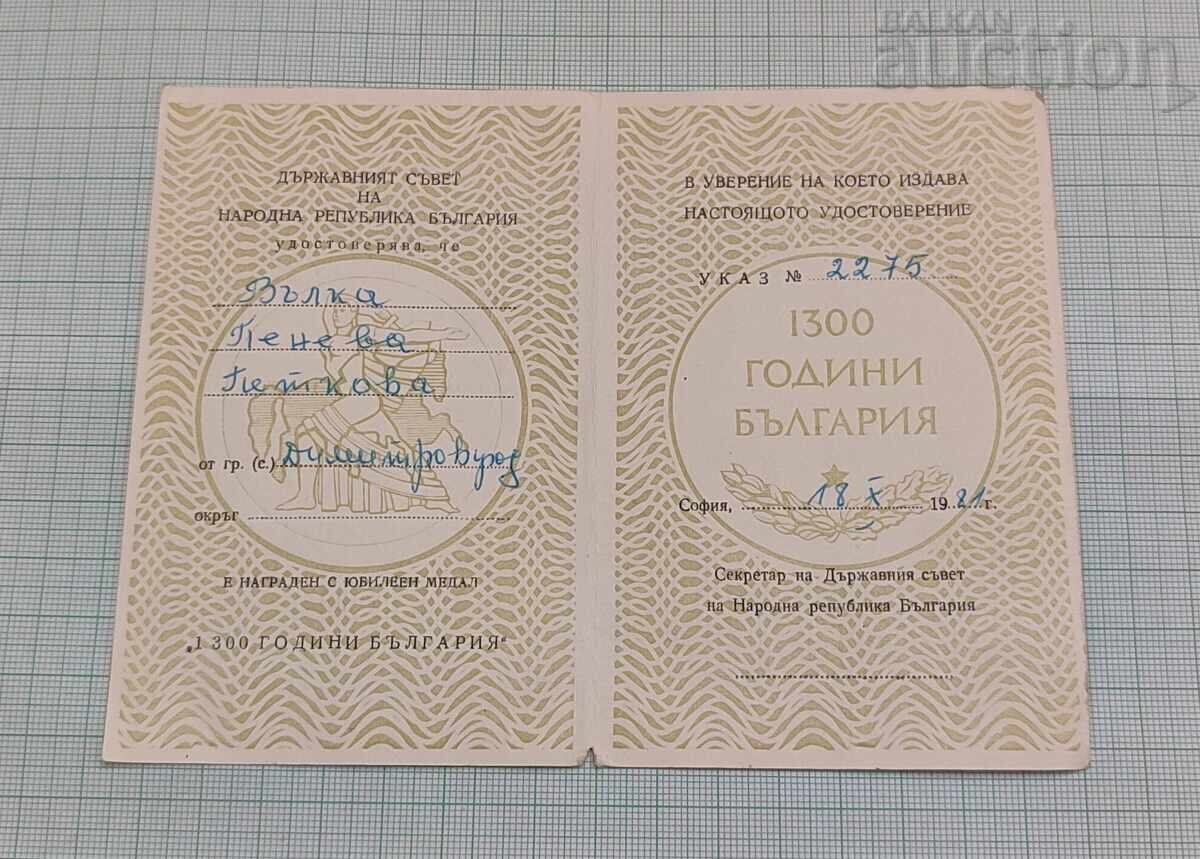 BALKAN
auction
ДЪРЖАВНИЯТ СЪВЕТ
НА
НАРОДНА РЕПУБЛИКА БЪЛГАРИЯ
удостоверява, че
Вълка
Пенева
Петкова
от гр. (с.) Димитровград
окръг
Е НАГРАДЕН С ЮБИЛЕЕН МЕДАЛ
„1300 ГОДИНИ БЪЛГАРИЯ“
В УВЕРЕНИЕ НА КОЕТО ИЗДАВА
НАСТОЯЩОТО УДОСТОВЕРЕНИЕ
УКАЗ № 2275
1300
ГОДИНИ
БЪЛГАРИЯ
София, 18 X 1981 г.
Секретар на Държавния съвет
на Народна република България